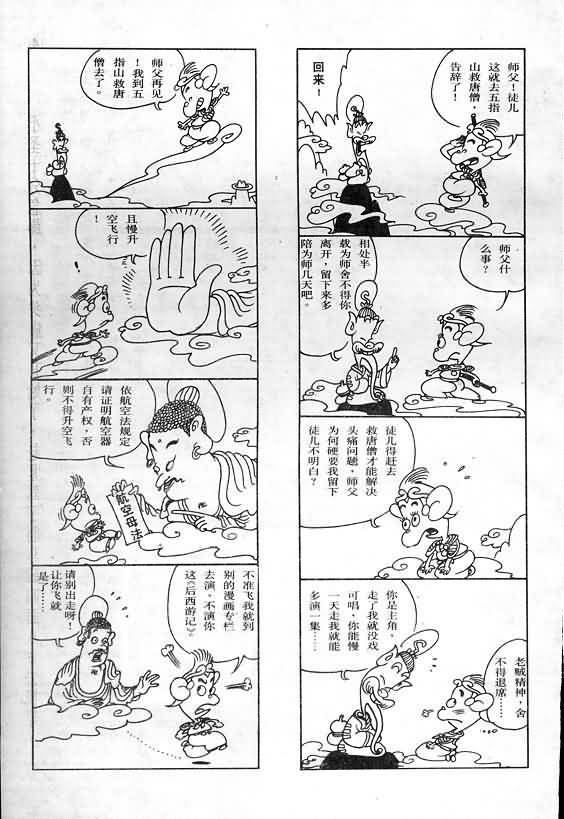 师父！徒儿
这就去五指
山救唐僧，
告辞了！
回来！
师父什
么事？
相处半
载为师舍不得你
离开，留下来多
陪为师几天吧。
徒儿得赶去
救唐僧才能解决
头痛问题，师父
为何硬要我留下
徒儿不明白？
你是主角，
走了我就没戏
可唱，你能慢
一天走我就能
多演一集……
老贼精神，舍
不得退席……
师父再见
！我到五
指山救唐
僧去了。
且慢升
空飞行
！
依航空法规定
请证明航空器
自有产权，否
则不得升空飞
行。
航空母法
不准飞我就到
别的漫画专栏
去演，不演你
这《后西游记》
请别出走呀！
让你飞就
是了……